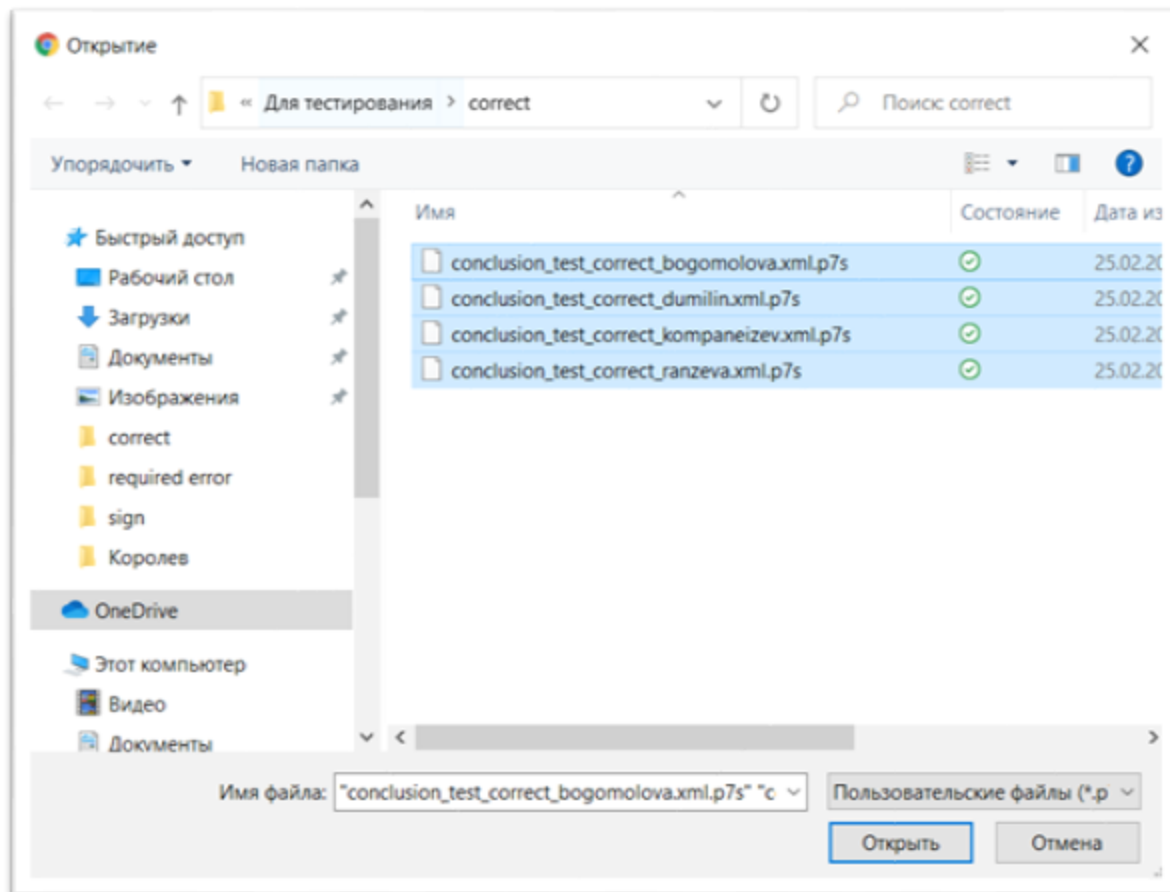 Открытие
« Для тестирования > correct
Поиск: correct
Упорядочить
Новая папка
Имя
Состояние
Дата из
Быстрый доступ
Рабочий стол
Загрузки
Документы
Изображения
correct
required error
sign
Королев
OneDrive
Этот компьютер
Видео
Документы
conclusion_test_correct_bogomolova.xml.p7s 25.02.20
conclusion_test_correct_dumilin.xml.p7s 25.02.20
conclusion_test_correct_kompaneizev.xml.p7s 25.02.20
conclusion_test_correct_ranzeva.xml.p7s 25.02.20
Имя файла: "conclusion_test_correct_bogomolova.xml.p7s" "c
Пользовательские файлы (*.p
Открыть
Отмена